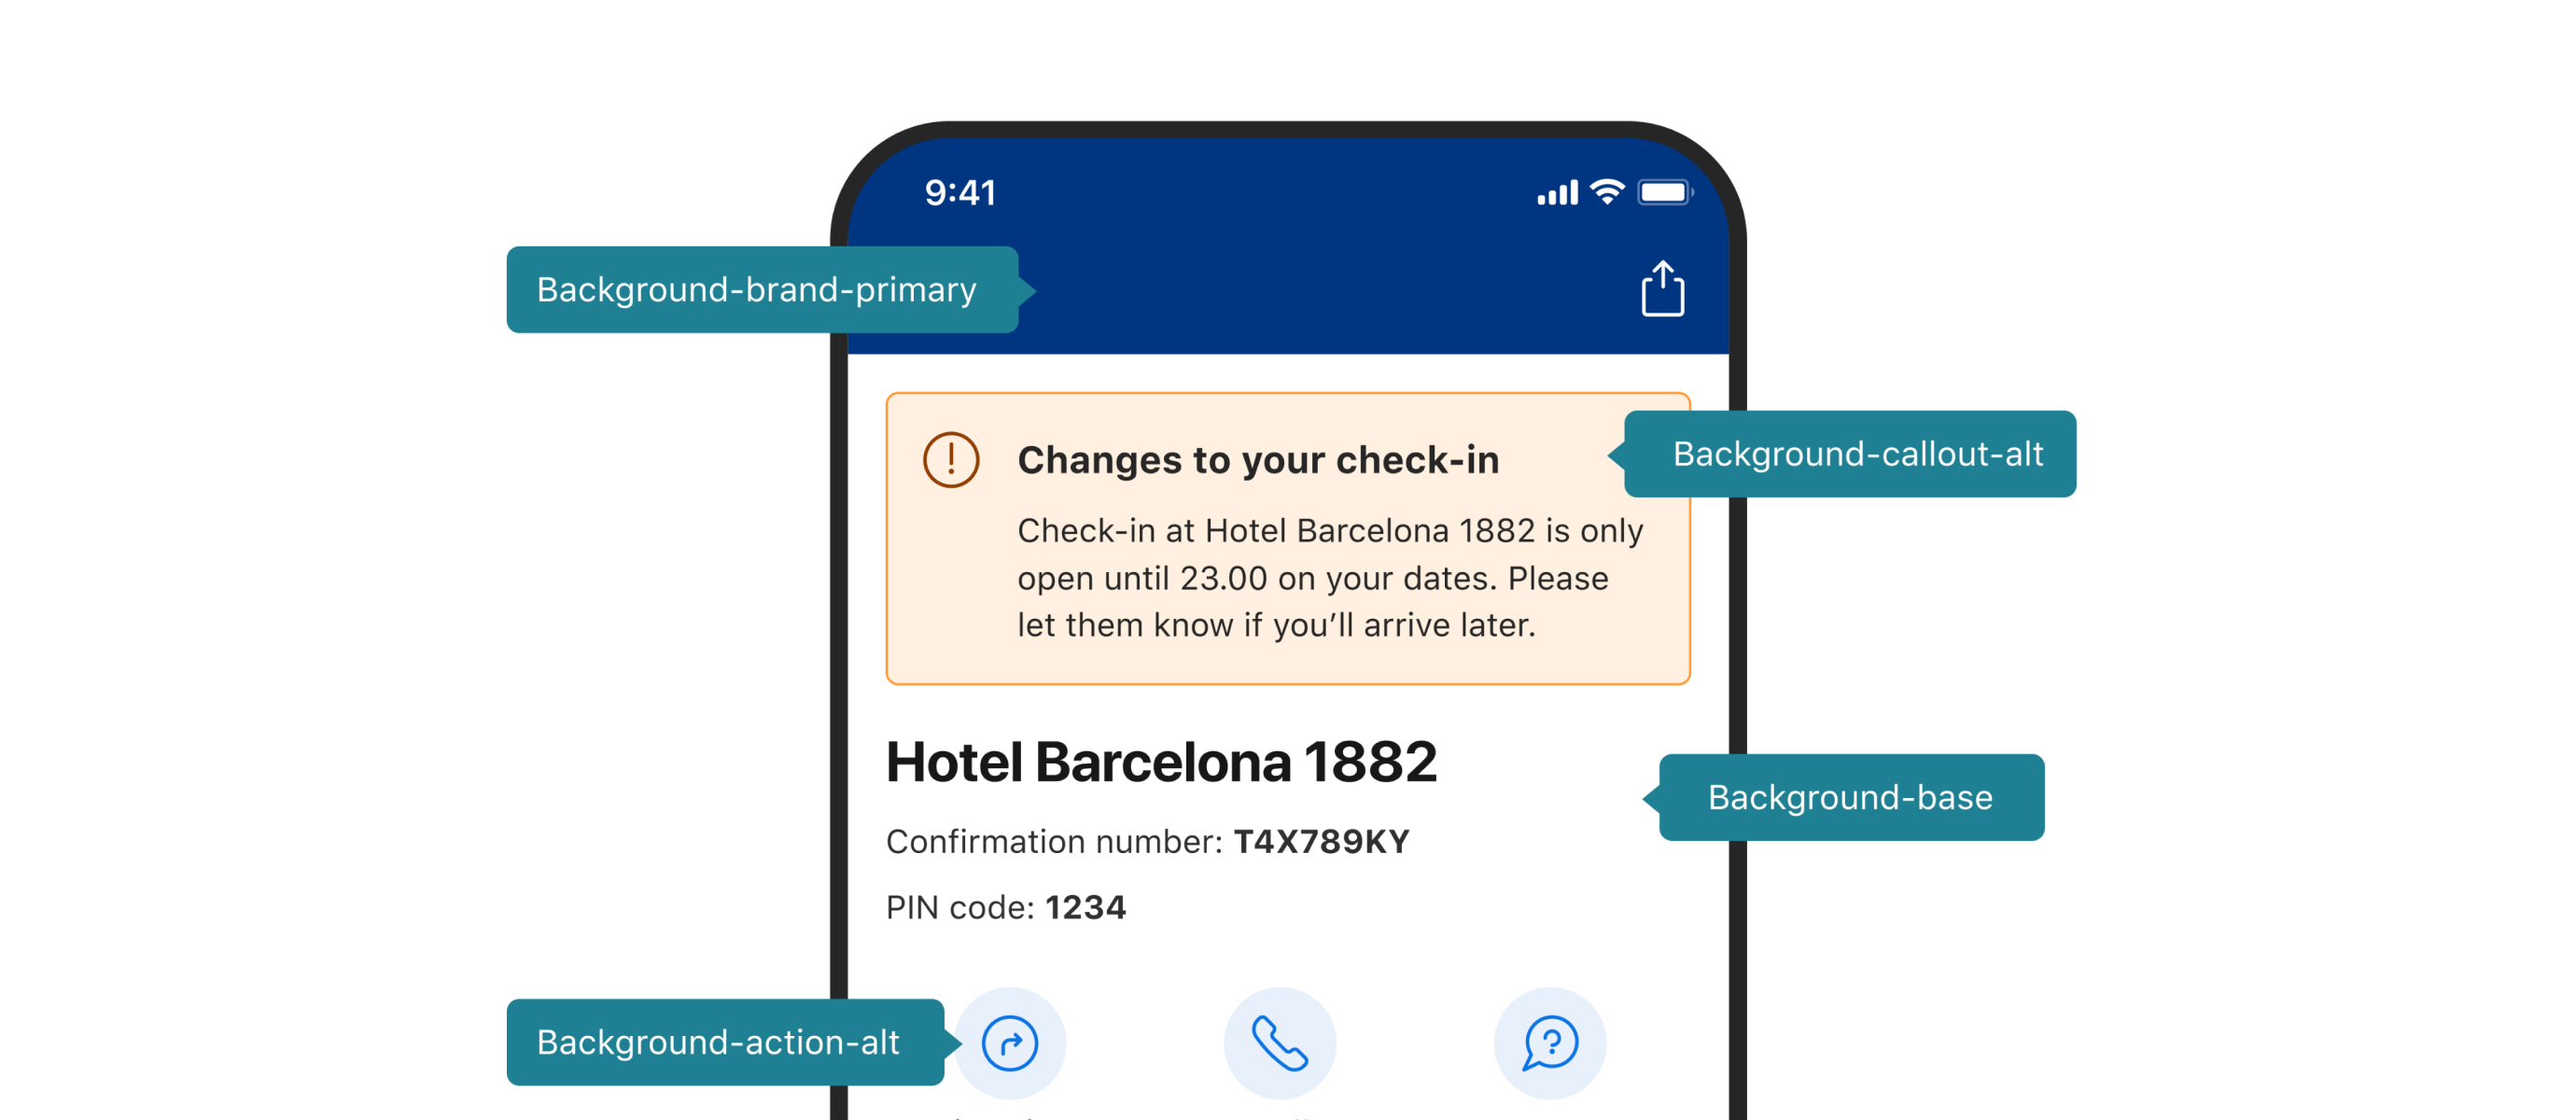 9:41
Background-brand-primary
Changes to your check-in
Background-callout-alt
Check-in at Hotel Barcelona 1882 is only
open until 23.00 on your dates. Please
let them know if you’ll arrive later.
Hotel Barcelona 1882
Background-base
Confirmation number: T4X789KY
PIN code: 1234
Background-action-alt